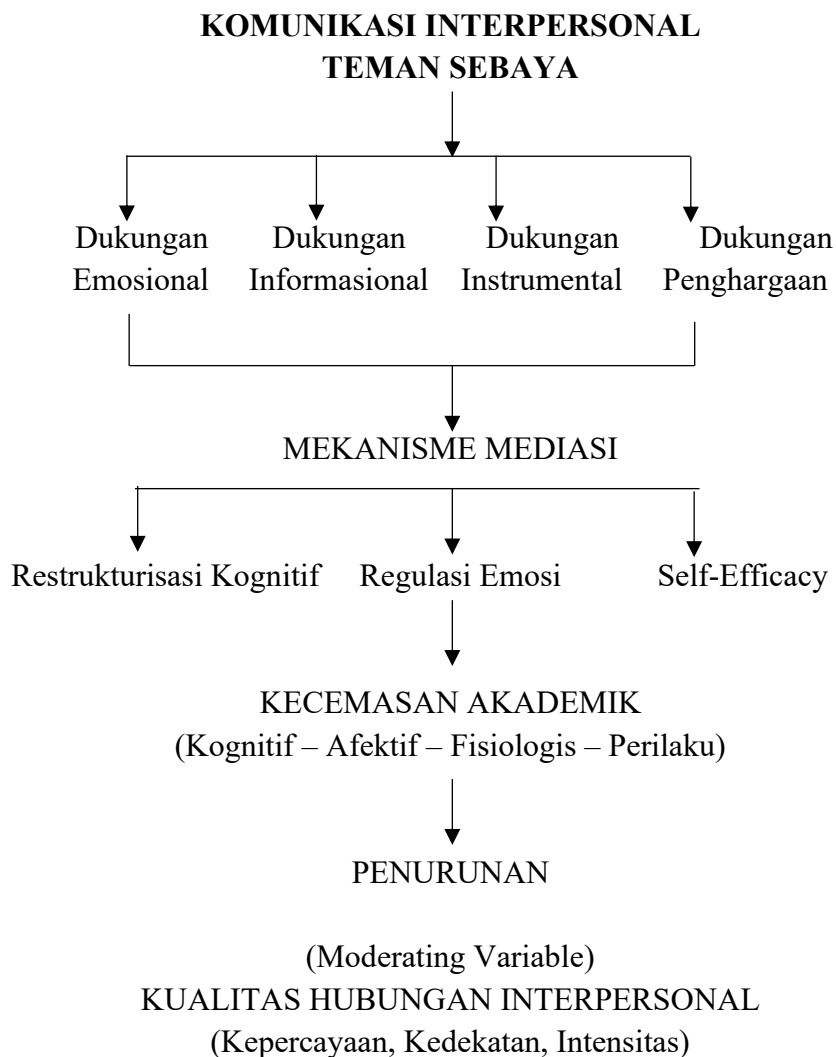 KOMUNIKASI INTERPERSONAL
TEMAN SEBAYA
Dukungan Emosional
Dukungan Informasional
Dukungan Instrumental
Dukungan Penghargaan
MEKANISME MEDIASI
Restrukturisasi Kognitif
Regulasi Emosi
Self-Efficacy
KECEMASAN AKADEMIK
(Kognitif – Afektif – Fisiologis – Perilaku)
PENURUNAN
(Moderating Variable)
KUALITAS HUBUNGAN INTERPERSONAL
(Kepercayaan, Kedekatan, Intensitas)